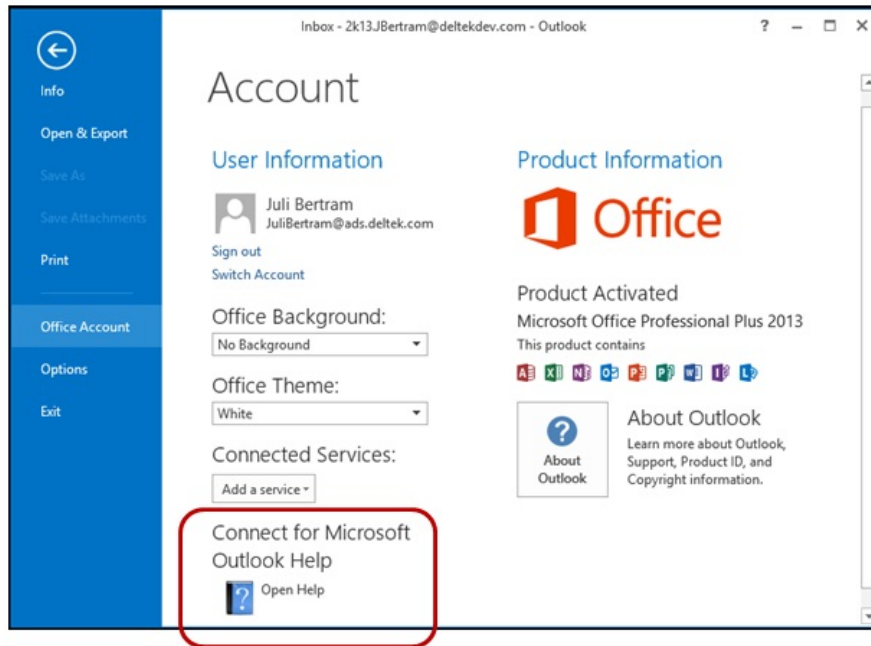 Inbox - 2k13.JBertram@deltekdev.com - Outlook
?
Info
Open & Export
Save As
Save Attachments
Print
Office Account
Options
Exit
Account
User Information
Juli Bertram
JuliBertram@ads.deltek.com
Sign out
Switch Account
Office Background:
No Background
Office Theme:
White
Connected Services:
Add a service
Connect for Microsoft
Outlook Help
?
Open Help
Product Information
Office
Product Activated
Microsoft Office Professional Plus 2013
This product contains
?
About
Outlook
About Outlook
Learn more about Outlook,
Support, Product ID, and
Copyright information.